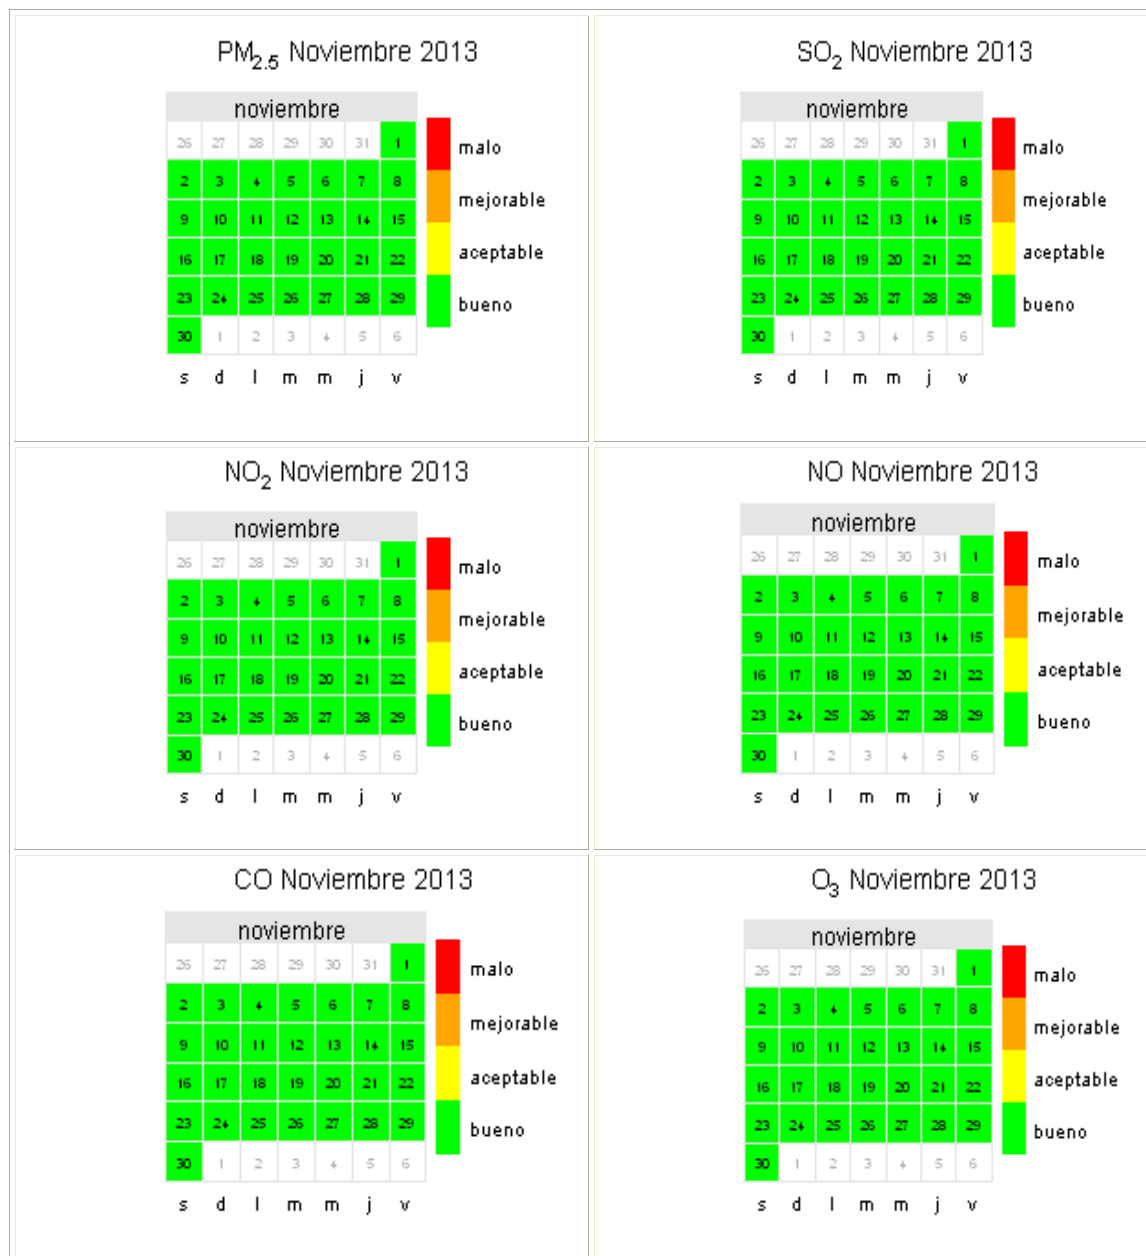 PM2.5 Noviembre 2013
noviembre
26 27 28 29 30 31 1
2 3 4 5 6 7 8
9 10 11 12 13 14 15
16 17 18 19 20 21 22
23 24 25 26 27 28 29
30 1 2 3 4 5 6
s d l m m j v
malo
mejorable
aceptable
bueno
SO2 Noviembre 2013
noviembre
26 27 28 29 30 31 1
2 3 4 5 6 7 8
9 10 11 12 13 14 15
16 17 18 19 20 21 22
23 24 25 26 27 28 29
30 1 2 3 4 5 6
s d l m m j v
malo
mejorable
aceptable
bueno
NO2 Noviembre 2013
noviembre
26 27 28 29 30 31 1
2 3 4 5 6 7 8
9 10 11 12 13 14 15
16 17 18 19 20 21 22
23 24 25 26 27 28 29
30 1 2 3 4 5 6
s d l m m j v
malo
mejorable
aceptable
bueno
NO Noviembre 2013
noviembre
26 27 28 29 30 31 1
2 3 4 5 6 7 8
9 10 11 12 13 14 15
16 17 18 19 20 21 22
23 24 25 26 27 28 29
30 1 2 3 4 5 6
s d l m m j v
malo
mejorable
aceptable
bueno
CO Noviembre 2013
noviembre
26 27 28 29 30 31 1
2 3 4 5 6 7 8
9 10 11 12 13 14 15
16 17 18 19 20 21 22
23 24 25 26 27 28 29
30 1 2 3 4 5 6
s d l m m j v
malo
mejorable
aceptable
bueno
O3 Noviembre 2013
noviembre
26 27 28 29 30 31 1
2 3 4 5 6 7 8
9 10 11 12 13 14 15
16 17 18 19 20 21 22
23 24 25 26 27 28 29
30 1 2 3 4 5 6
s d l m m j v
malo
mejorable
aceptable
bueno